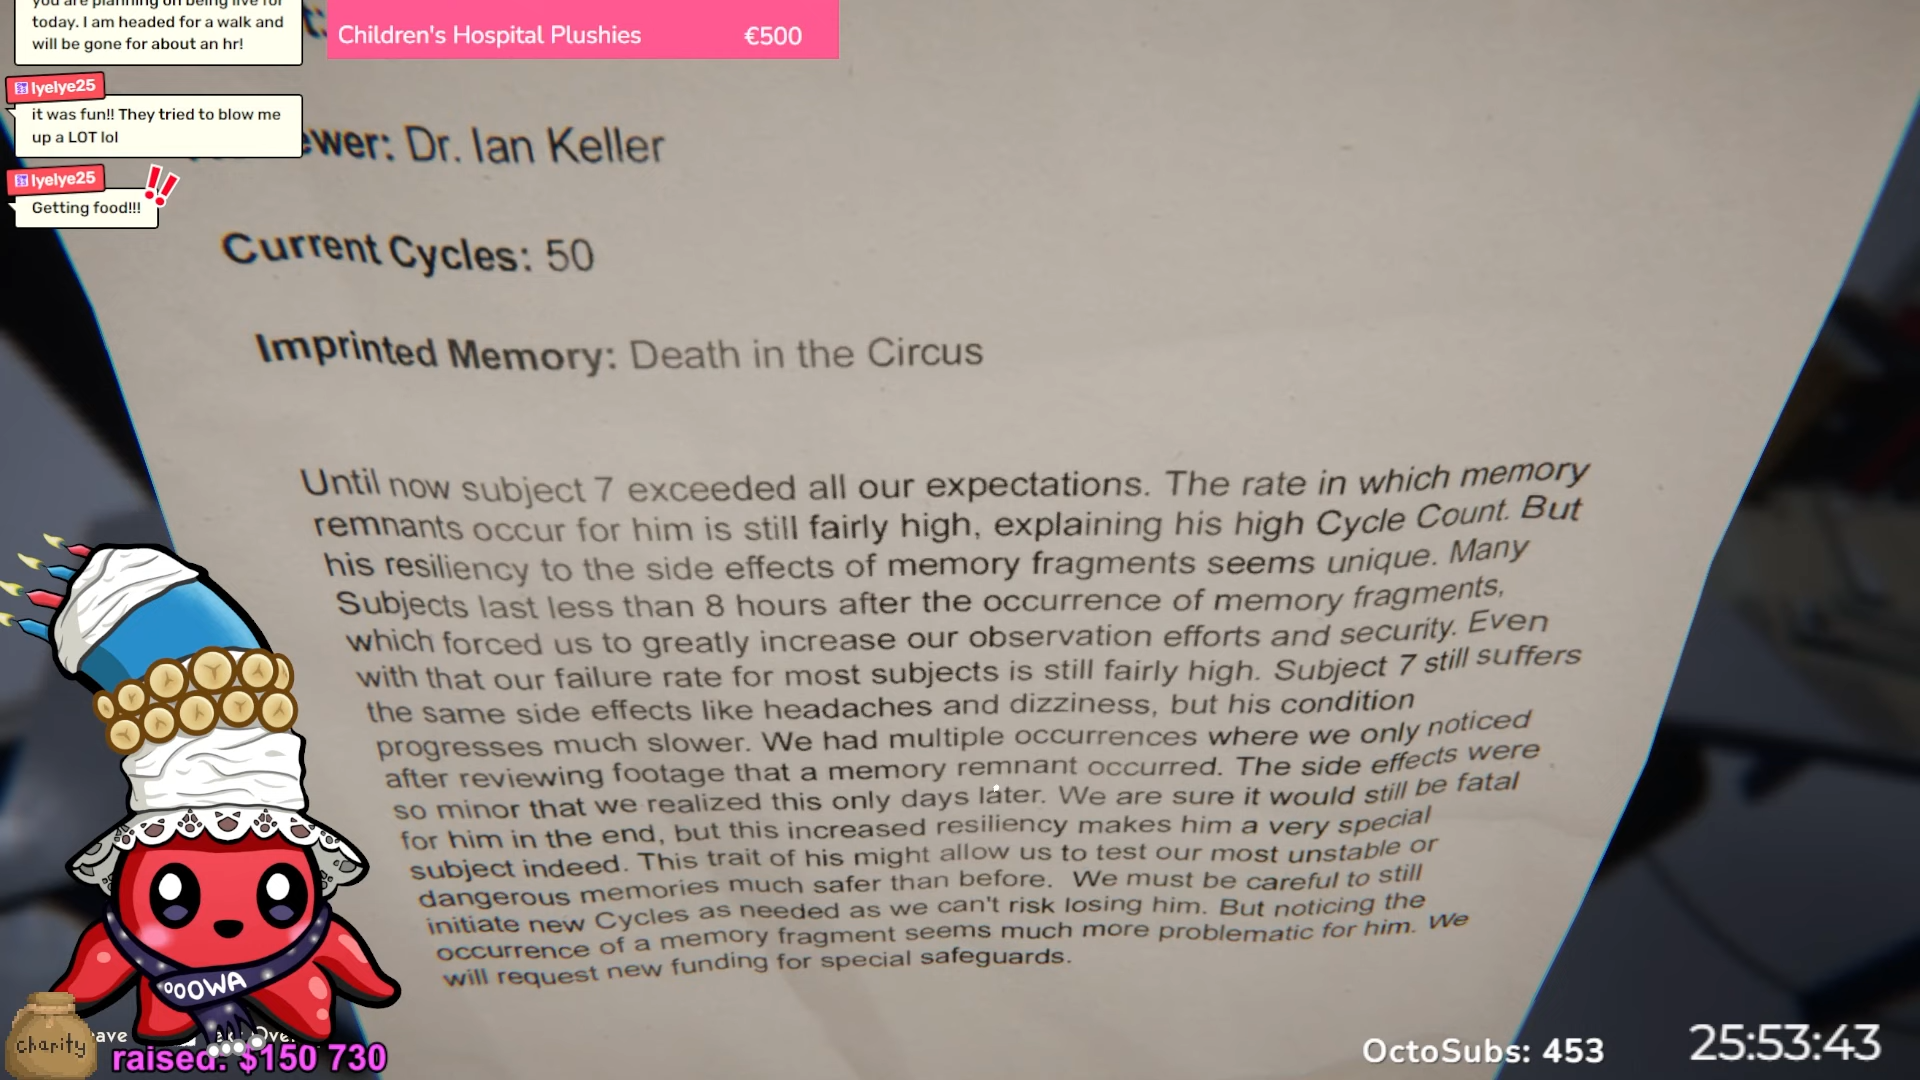 you are planning on being live for
today. I am headed for a walk and
will be gone for about an hr!
lyelye25
it was fun!! They tried to blow me
up a LOT lol
lyelye25
Getting food!!!
Children's Hospital Plushies €500
t:
ewer: Dr. Ian Keller
Current Cycles: 50
Imprinted Memory: Death in the Circus
Until now subject 7 exceeded all our expectations. The rate in which memory
remnants occur for him is still fairly high, explaining his high Cycle Count. But
his resiliency to the side effects of memory fragments seems unique. Many
Subjects last less than 8 hours after the occurrence of memory fragments,
which forced us to greatly increase our observation efforts and security. Even
with that our failure rate for most subjects is still fairly high. Subject 7 still suffers
the same side effects like headaches and dizziness, but his condition
progresses much slower. We had multiple occurrences where we only noticed
after reviewing footage that a memory remnant occurred. The side effects were
so minor that we realized this only days later. We are sure it would still be fatal
for him in the end, but this increased resiliency makes him a very special
subject indeed. This trait of his might allow us to test our most unstable or
dangerous memories much safer than before. We must be careful to still
initiate new Cycles as needed as we can't risk losing him. But noticing the
occurrence of a memory fragment seems much more problematic for him. We
will request new funding for special safeguards.
OOOWA
charity
raised: $150 730
OctoSubs: 453
25:53:43